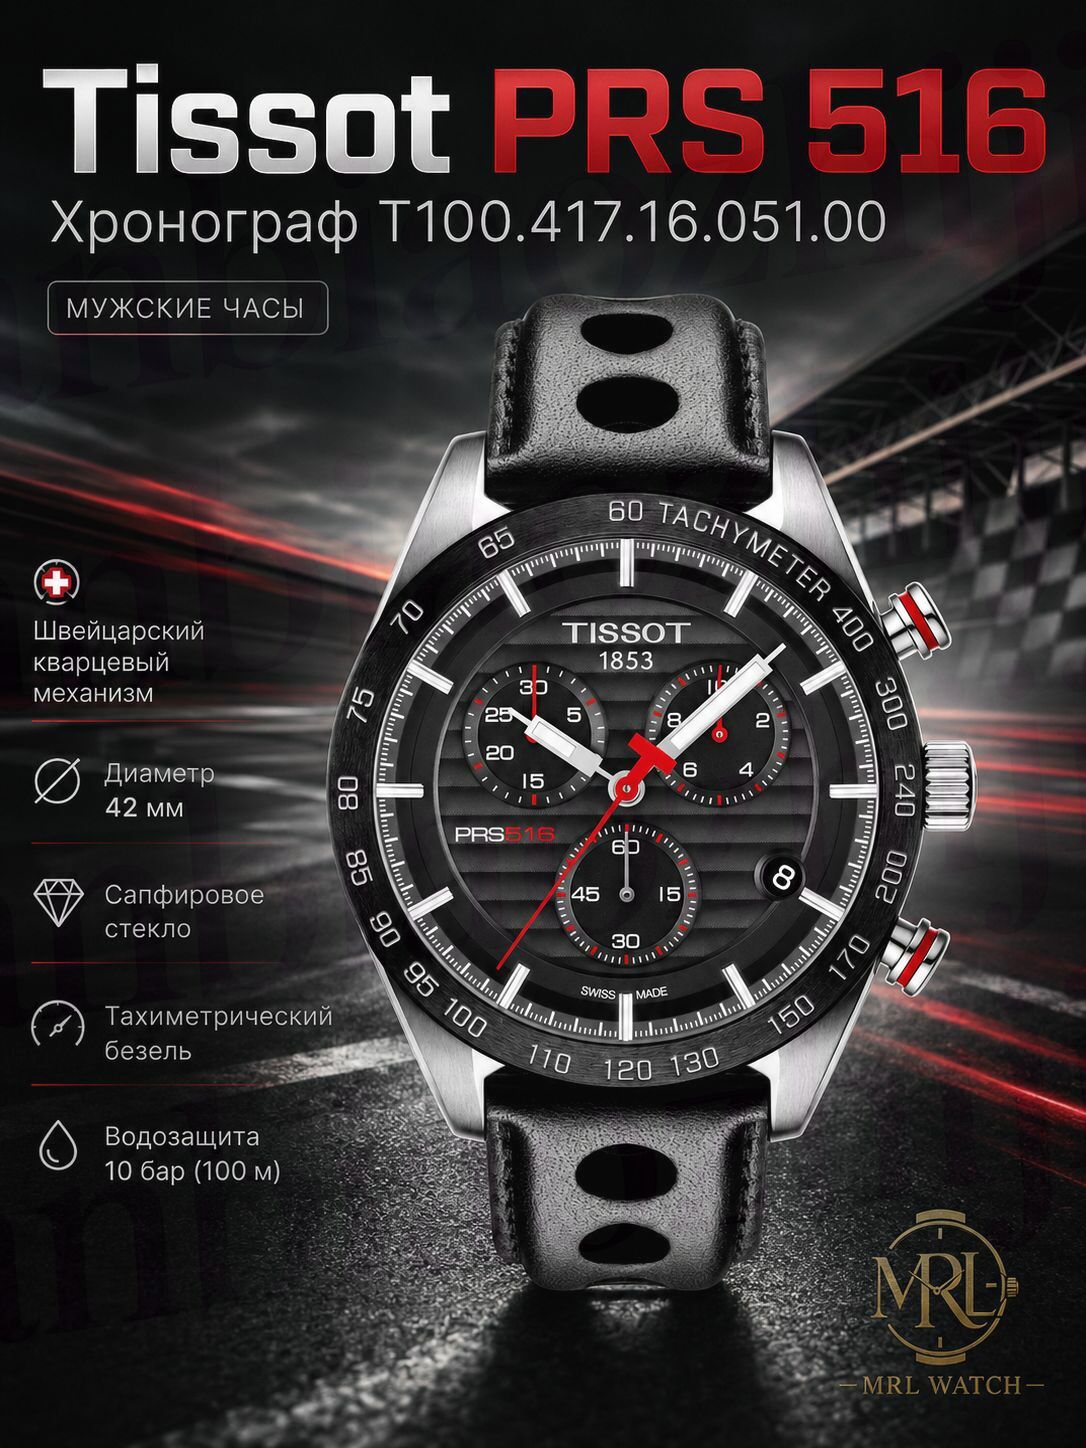 Tissot PRS 516
Хронограф T100.417.16.051.00
МУЖСКИЕ ЧАСЫ
Швейцарский
кварцевый
механизм
Диаметр
42 мм
Сапфировое
стекло
Тахиметрический
безель
Водозащита
10 бар (100 м)
60 TACHYMETER 400 300 240 200 170 150 130 120 110 100 95 90 85 80 75 70 65
TISSOT
1853
30 5 15 20 25
10 2 4 6 8
PRS516
60 15 30 45
8
SWISS MADE
MRL
MRL WATCH